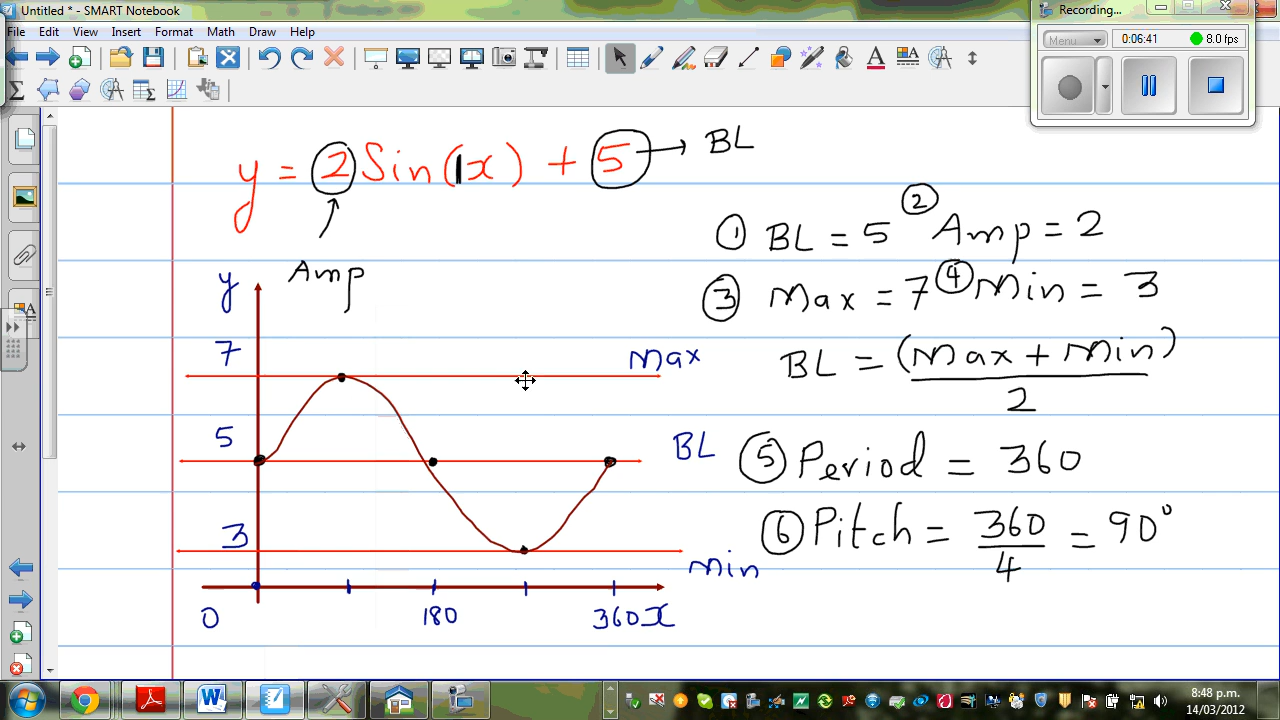 Untitled * - SMART Notebook
File Edit View Insert Format Math Draw Help
Recording...
Menu 0:06:41 8.0 fps
y = 2 Sin(1x) + 5 → BL
Amp
① BL = 5 ② Amp = 2
③ Max = 7 ④ Min = 3
BL = (Max + Min)
2
⑤ Period = 360
⑥ Pitch = 360 = 90°
4
y
7
Max
5
BL
3
Min
0 180 360 x
8:48 p.m.
14/03/2012